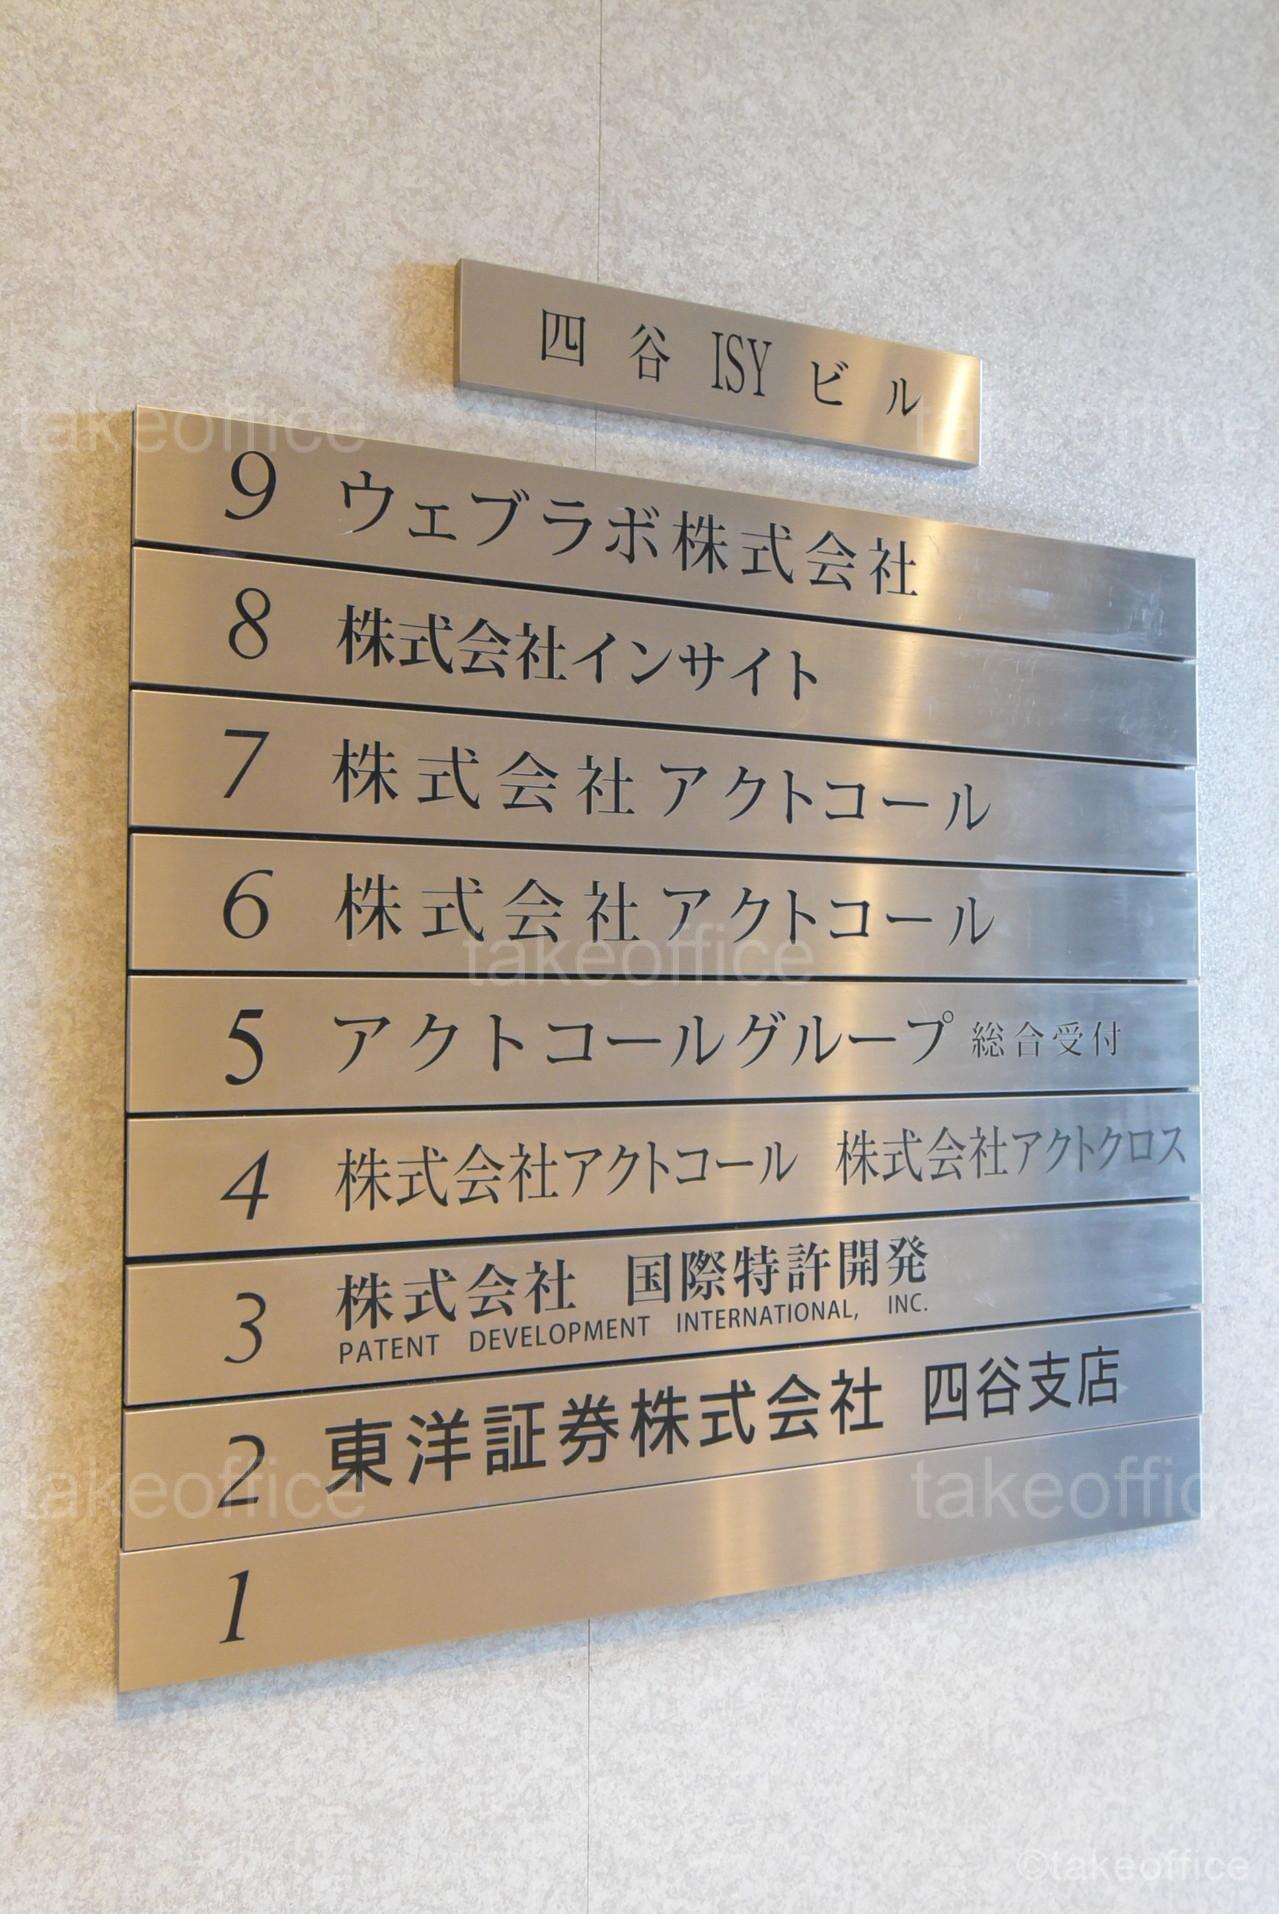 四谷 ISY ビル
9 ウェブラボ株式会社
8 株式会社インサイト
7 株式会社アクトコール
6 株式会社アクトコール
5 アクトコールグループ 総合受付
4 株式会社アクトコール 株式会社アクトクロス
3 株式会社 国際特許開発
PATENT DEVELOPMENT INTERNATIONAL, INC.
2 東洋証券株式会社 四谷支店
1
takeoffice
takeoffice
takeoffice
takeoffice
takeoffice
©takeoffice